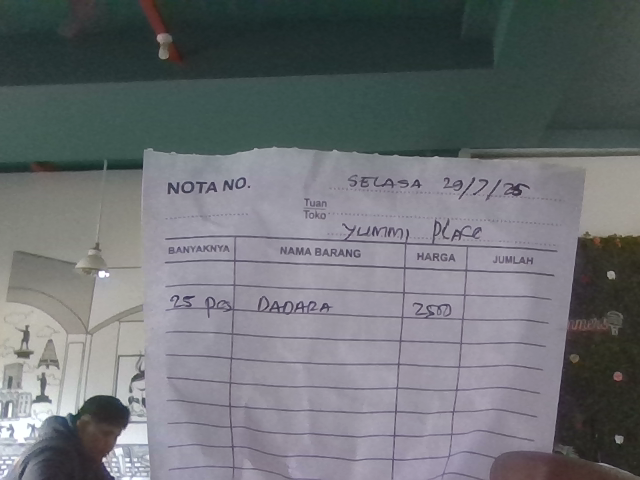 NOTA NO.
SELASA 29/7/25
Tuan
Toko
YUMMI PLACE
BANYAKNYA NAMA BARANG HARGA JUMLAH
25 pcs DADARA 2500